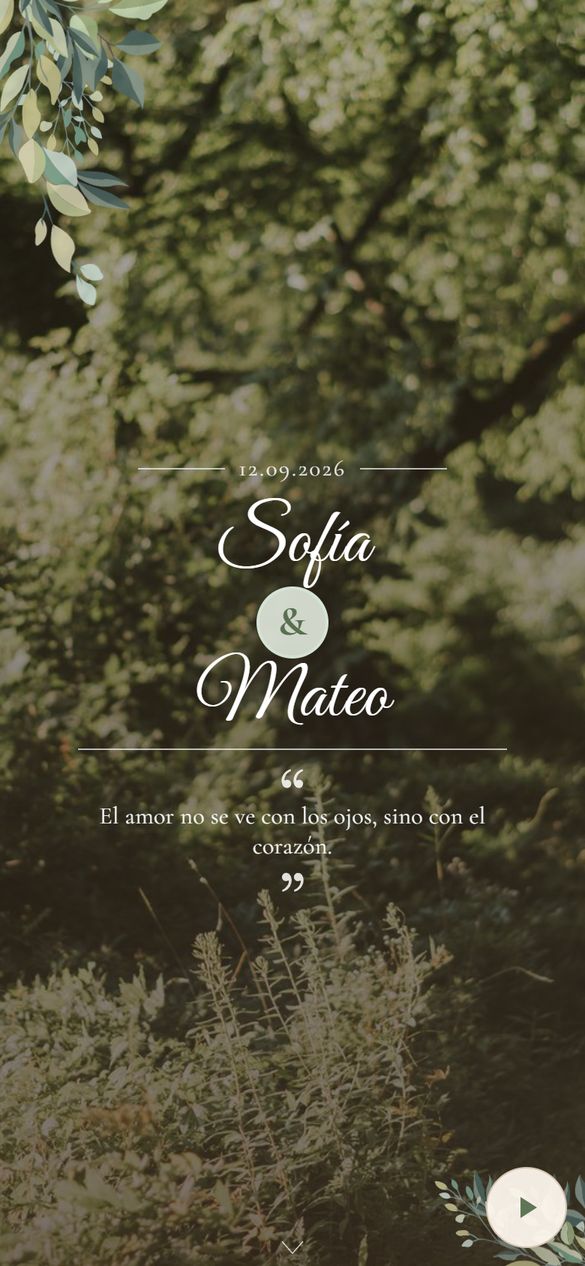 12.09.2026
Sofía
&
Mateo
“
El amor no se ve con los ojos, sino con el
corazón.
”